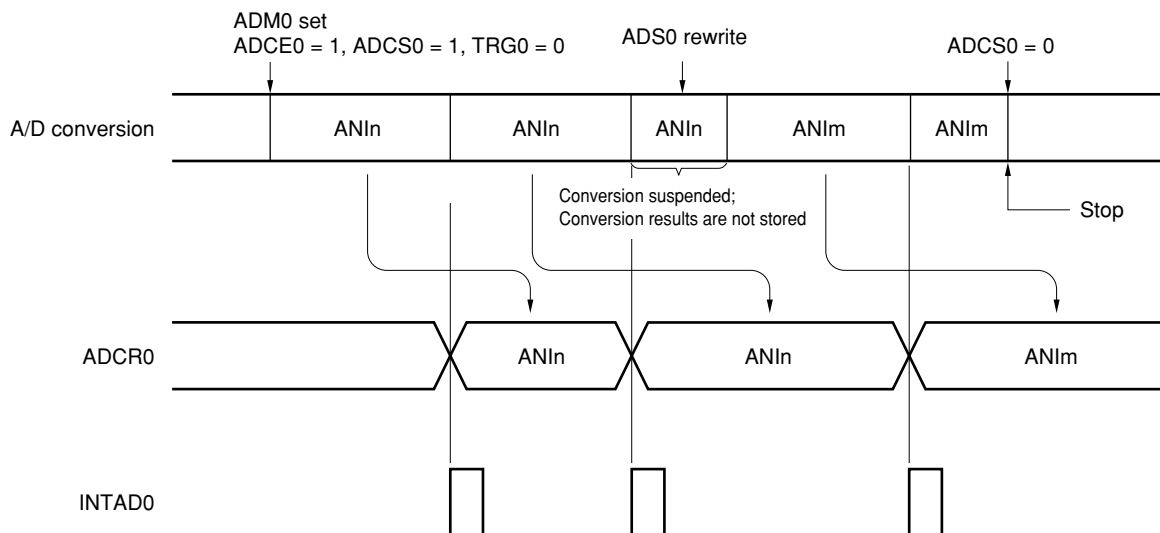 ADM0 set
ADCE0 = 1, ADCS0 = 1, TRG0 = 0
ADS0 rewrite
ADCS0 = 0
A/D conversion
ANIn
ANIn
ANIn
ANIm
ANIm
Conversion suspended;
Conversion results are not stored
Stop
ADCR0
ANIn
ANIn
ANIm
INTAD0